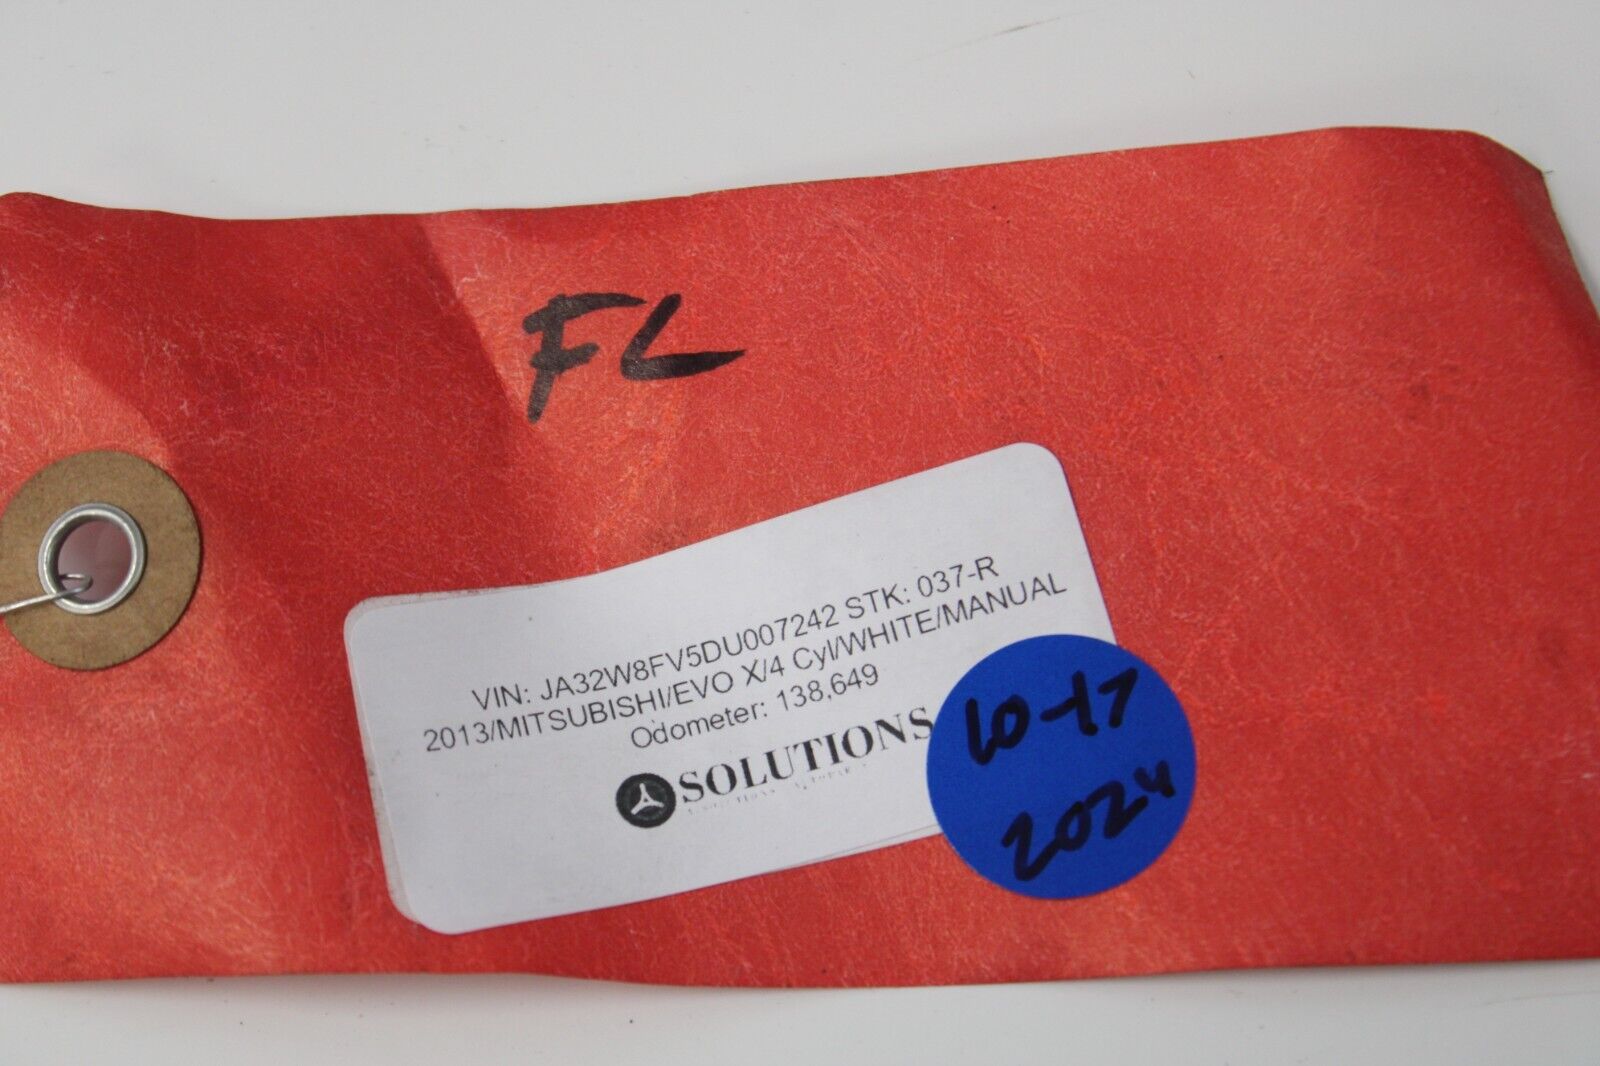 FL
VIN: JA32W8FV5DU007242 STK: 037-R
2013/MITSUBISHI/EVO X/4 Cyl/WHITE/MANUAL
Odometer: 138,649
SOLUTIONS
10-17
2024